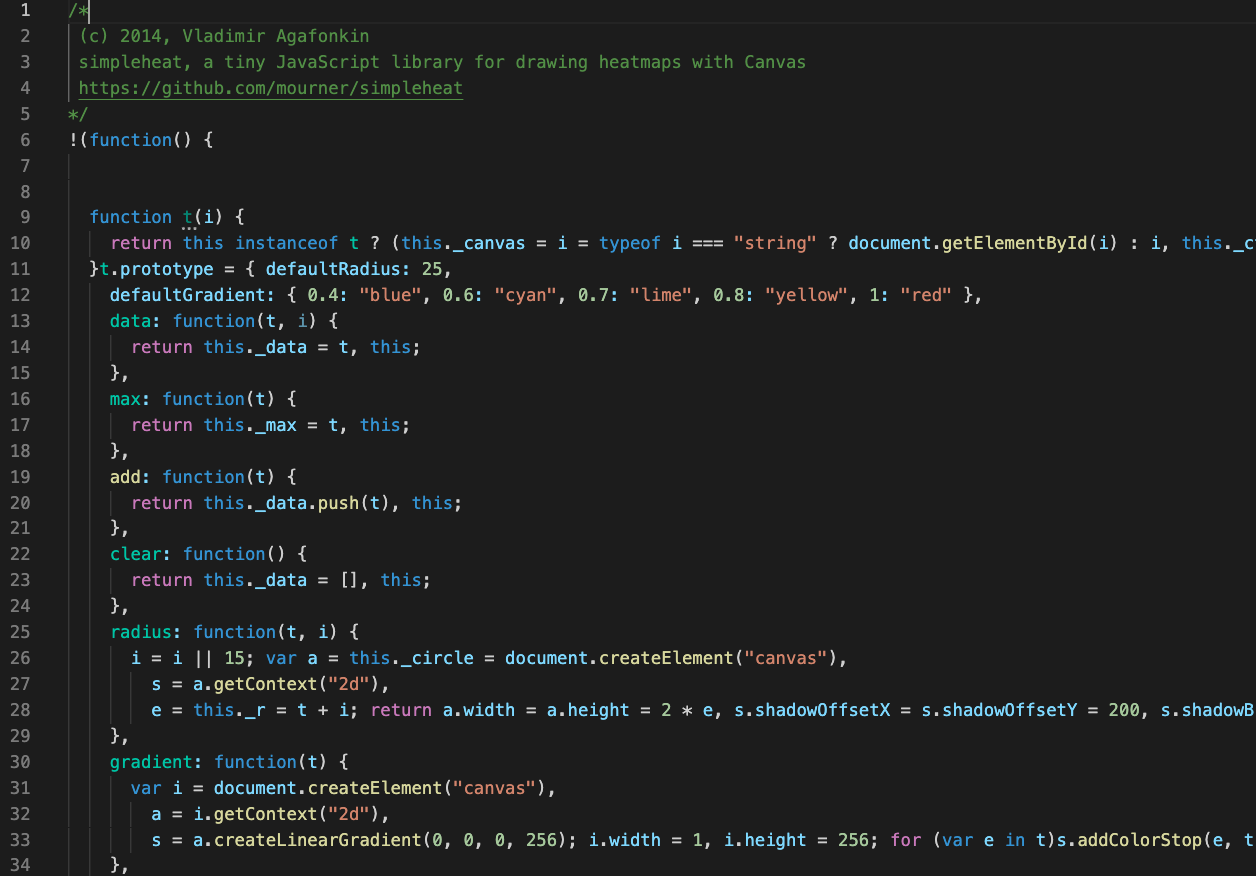 1 /*
2 (c) 2014, Vladimir Agafonkin
3 simpleheat, a tiny JavaScript library for drawing heatmaps with Canvas
4 https://github.com/mourner/simpleheat
5 */
6 !(function() {
7
8
9 function t(i) {
10 return this instanceof t ? (this._canvas = i = typeof i === "string" ? document.getElementById(i) : i, this._c
11 }t.prototype = { defaultRadius: 25,
12 defaultGradient: { 0.4: "blue", 0.6: "cyan", 0.7: "lime", 0.8: "yellow", 1: "red" },
13 data: function(t, i) {
14 return this._data = t, this;
15 },
16 max: function(t) {
17 return this._max = t, this;
18 },
19 add: function(t) {
20 return this._data.push(t), this;
21 },
22 clear: function() {
23 return this._data = [], this;
24 },
25 radius: function(t, i) {
26 i = i || 15; var a = this._circle = document.createElement("canvas"),
27 s = a.getContext("2d"),
28 e = this._r = t + i; return a.width = a.height = 2 * e, s.shadowOffsetX = s.shadowOffsetY = 200, s.shadowB
29 },
30 gradient: function(t) {
31 var i = document.createElement("canvas"),
32 a = i.getContext("2d"),
33 s = a.createLinearGradient(0, 0, 0, 256); i.width = 1, i.height = 256; for (var e in t)s.addColorStop(e, t
34 },